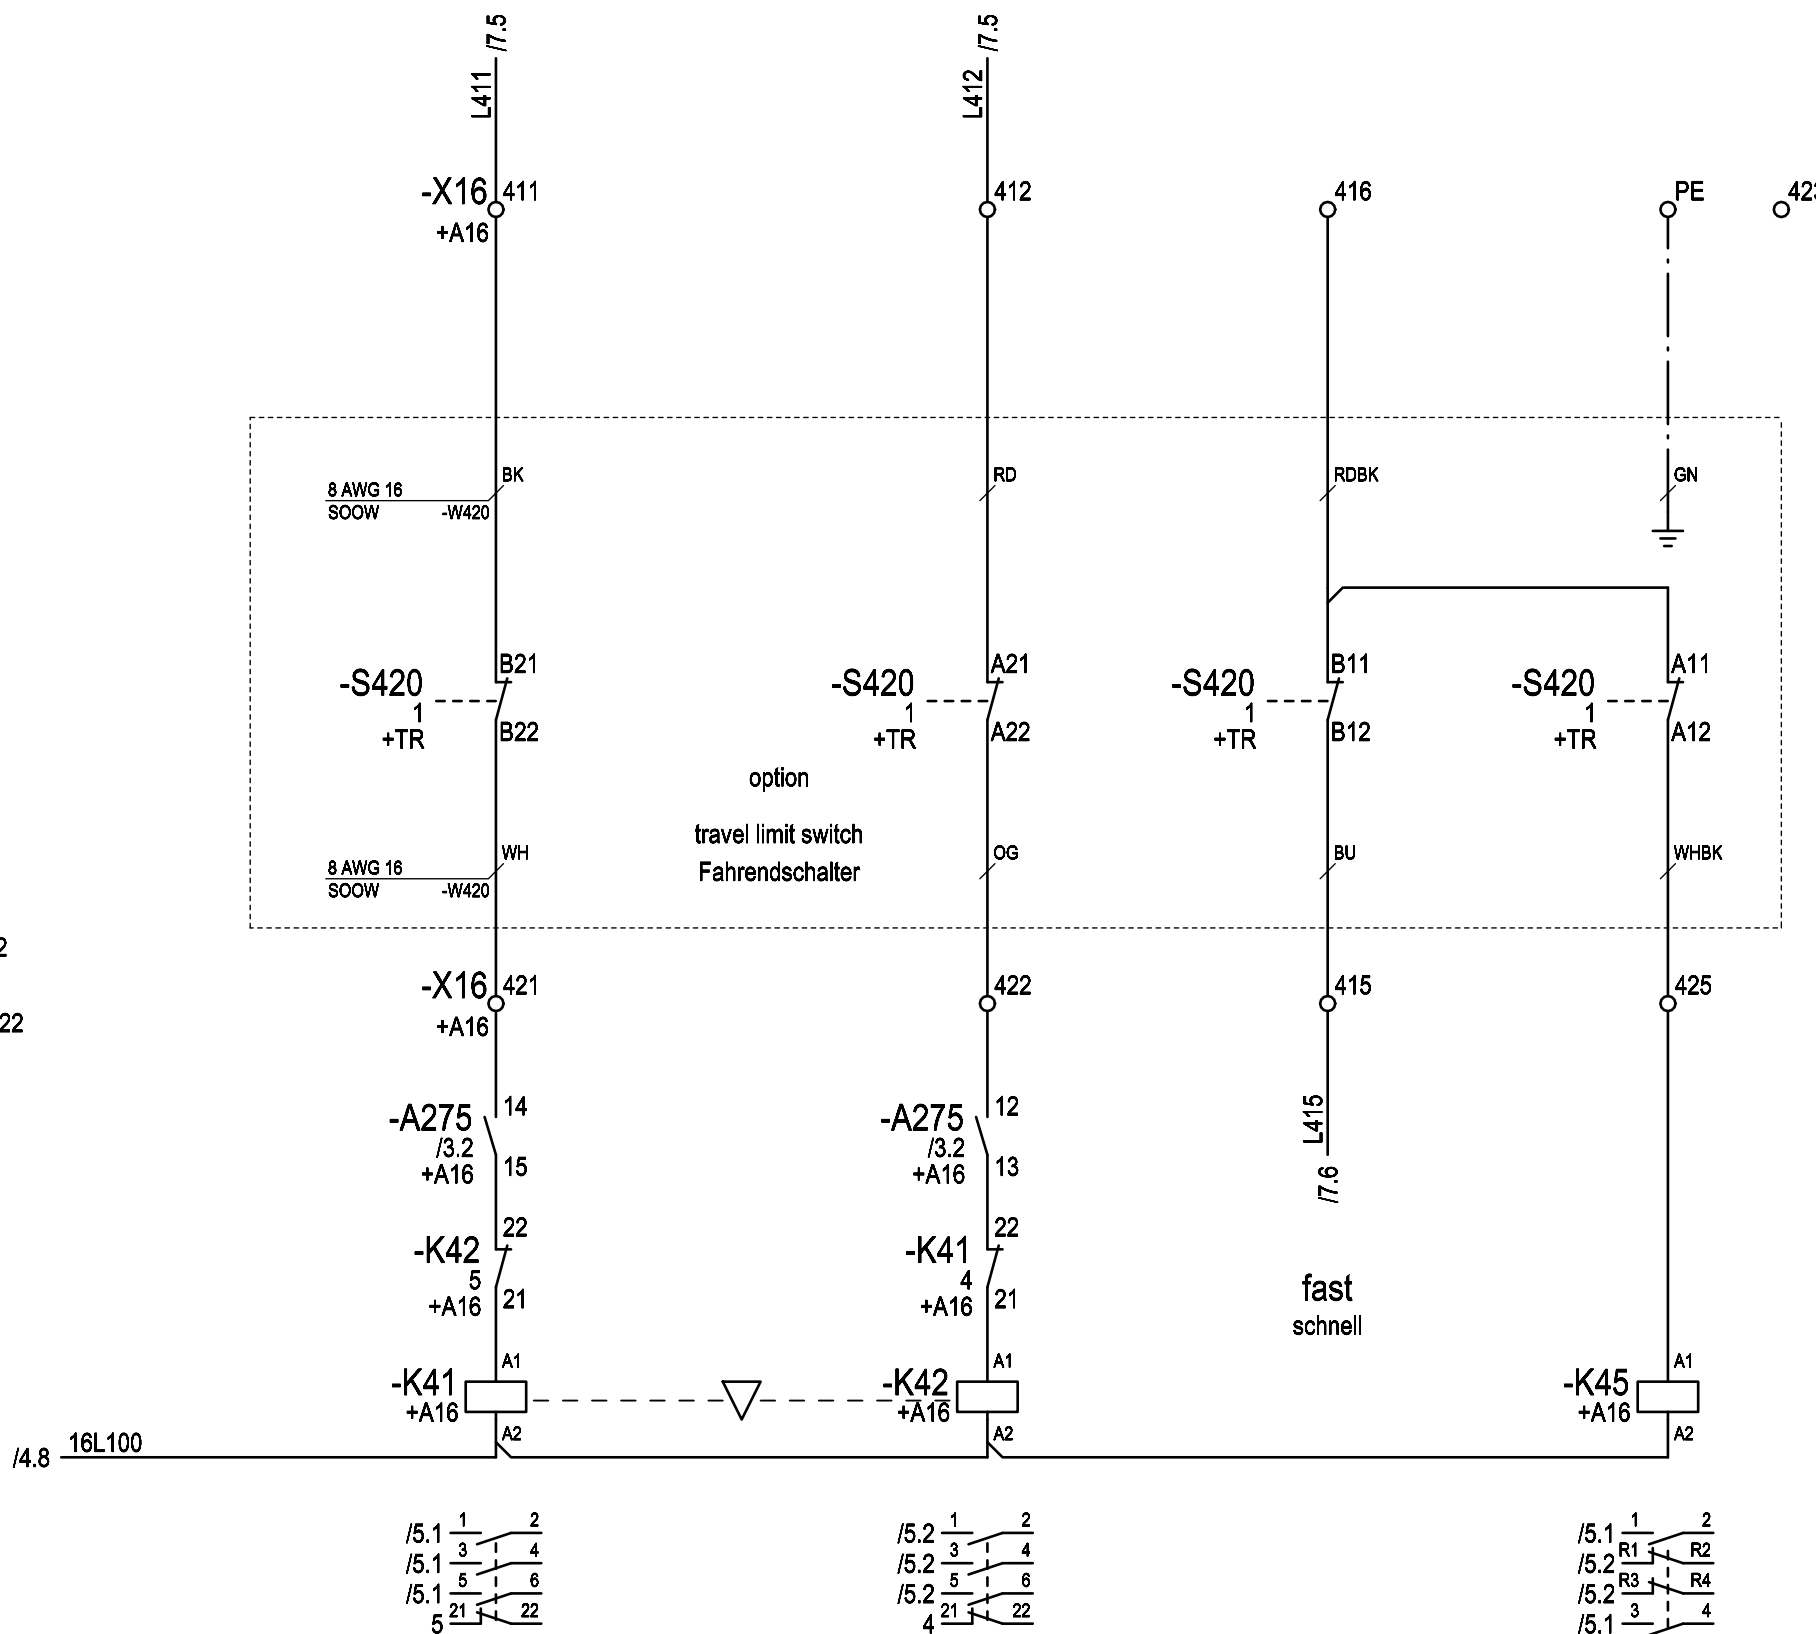 /7.5 /7.5
L411 L412
-X16 411 412 416 PE
+A16
BK RD RDBK GN
8 AWG 16
SOOW -W420
B21 A21 B11 A11
-S420 -S420 -S420 -S420
1 1 1 1
+TR B22 +TR A22 +TR B12 +TR A12
option
travel limit switch
Fahrendschalter
WH OG BU WHBK
8 AWG 16
SOOW -W420
2
-X16 421 422 415 425
+A16
22
14 12
-A275 -A275 L415
/3.2 /3.2
+A16 15 +A16 13 /7.6
22 22
-K42 -K41
5 4
+A16 21 +A16 21
fast
schnell
A1 A1 A1
-K41 -K42 -K45
+A16 +A16 +A16
A2 A2 A2
/4.8 16L100
/5.1 1 2 /5.2 1 2 /5.1 1 2
/5.1 3 4 /5.2 3 4 /5.2 R1 R2
/5.1 5 6 /5.2 5 6 /5.2 R3 R4
5 21 22 4 21 22 /5.1 3 4